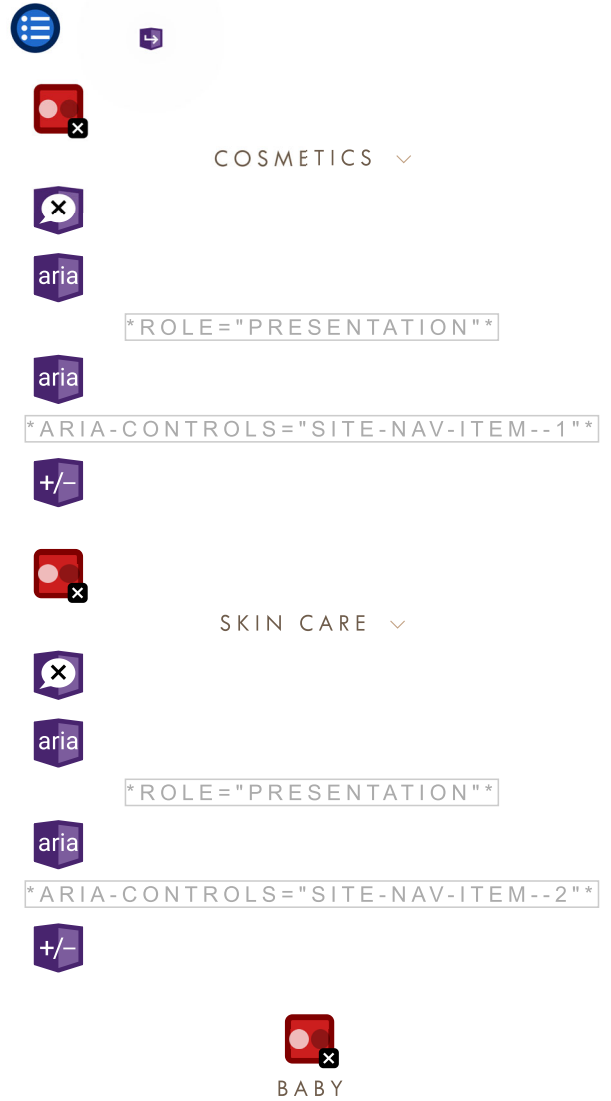 COSMETICS
aria
*ROLE="PRESENTATION"*
aria
*ARIA-CONTROLS="SITE-NAV-ITEM--1"*
+/−
SKIN CARE
aria
*ROLE="PRESENTATION"*
aria
*ARIA-CONTROLS="SITE-NAV-ITEM--2"*
+/−
BABY